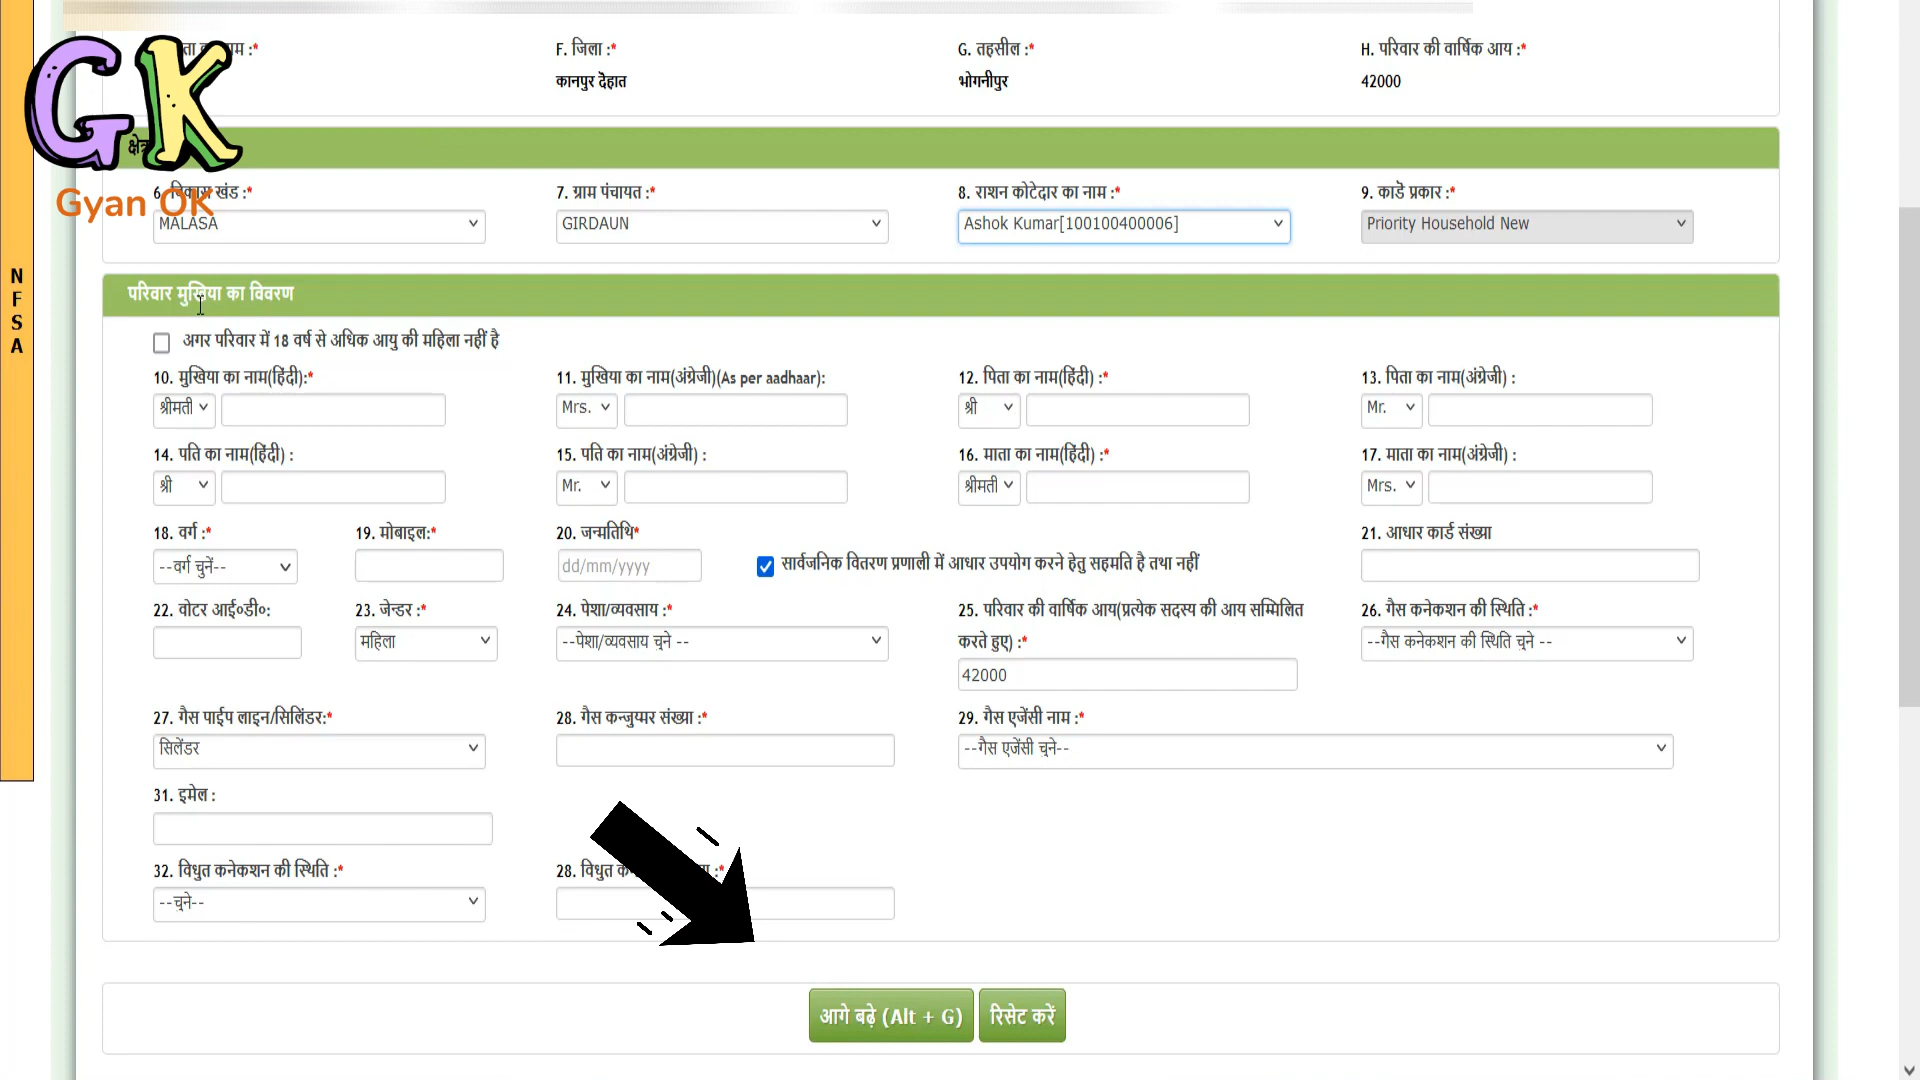 F. जिला :*
G. तहसील :*
H. परिवार की वार्षिक आय :*
कानपुर देहात
भोगनीपुर
42000
GK
Gyan OK
6. विकास खंड :*
7. ग्राम पंचायत :*
8. राशन कोटेदार का नाम :*
9. कार्ड प्रकार :*
MALASA
GIRDAUN
Ashok Kumar[100100400006]
Priority Household New
NFSA
परिवार मुखिया का विवरण
अगर परिवार में 18 वर्ष से अधिक आयु की महिला नहीं है
10. मुखिया का नाम(हिंदी):*
11. मुखिया का नाम(अंग्रेजी)(As per aadhaar):
12. पिता का नाम(हिंदी) :*
13. पिता का नाम(अंग्रेजी) :
श्रीमती
Mrs.
श्री
Mr.
14. पति का नाम(हिंदी) :
15. पति का नाम(अंग्रेजी) :
16. माता का नाम(हिंदी) :*
17. माता का नाम(अंग्रेजी) :
श्री
Mr.
श्रीमती
Mrs.
18. वर्ग :*
19. मोबाइल:*
20. जन्मतिथि*
21. आधार कार्ड संख्या
--वर्ग चुनें--
dd/mm/yyyy
सार्वजनिक वितरण प्रणाली में आधार उपयोग करने हेतु सहमति है तथा नहीं
22. वोटर आई०डी०:
23. जेन्डर :*
24. पेशा/व्यवसाय :*
25. परिवार की वार्षिक आय(प्रत्येक सदस्य की आय सम्मिलित
करते हुए) :*
26. गैस कनेकशन की स्थिति :*
महिला
--पेशा/व्यवसाय चुने --
--गैस कनेकशन की स्थिति चुने --
42000
27. गैस पाईप लाइन/सिलिंडर:*
28. गैस कन्जुय्मर संख्या :*
29. गैस एजेंसी नाम :*
सिलेंडर
--गैस एजेंसी चुने--
31. इमेल :
32. विधुत कनेकशन की स्थिति :*
28. विधुत
--चुने--
आगे बढ़े (Alt + G)
रिसेट करें